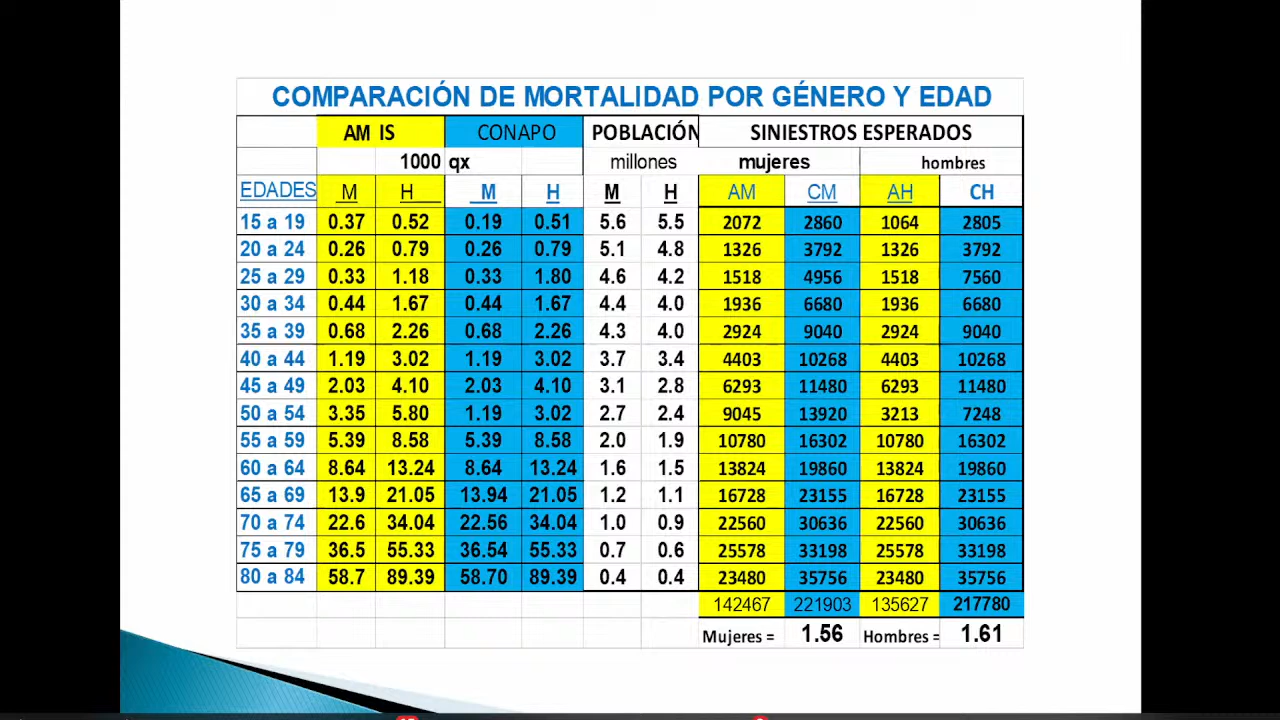 COMPARACIÓN DE MORTALIDAD POR GÉNERO Y EDAD
AM IS CONAPO POBLACIÓN SINIESTROS ESPERADOS
1000 qx millones mujeres hombres
EDADES M H M H M H AM CM AH CH
15 a 19 0.37 0.52 0.19 0.51 5.6 5.5 2072 2860 1064 2805
20 a 24 0.26 0.79 0.26 0.79 5.1 4.8 1326 3792 1326 3792
25 a 29 0.33 1.18 0.33 1.80 4.6 4.2 1518 4956 1518 7560
30 a 34 0.44 1.67 0.44 1.67 4.4 4.0 1936 6680 1936 6680
35 a 39 0.68 2.26 0.68 2.26 4.3 4.0 2924 9040 2924 9040
40 a 44 1.19 3.02 1.19 3.02 3.7 3.4 4403 10268 4403 10268
45 a 49 2.03 4.10 2.03 4.10 3.1 2.8 6293 11480 6293 11480
50 a 54 3.35 5.80 1.19 3.02 2.7 2.4 9045 13920 3213 7248
55 a 59 5.39 8.58 5.39 8.58 2.0 1.9 10780 16302 10780 16302
60 a 64 8.64 13.24 8.64 13.24 1.6 1.5 13824 19860 13824 19860
65 a 69 13.9 21.05 13.94 21.05 1.2 1.1 16728 23155 16728 23155
70 a 74 22.6 34.04 22.56 34.04 1.0 0.9 22560 30636 22560 30636
75 a 79 36.5 55.33 36.54 55.33 0.7 0.6 25578 33198 25578 33198
80 a 84 58.7 89.39 58.70 89.39 0.4 0.4 23480 35756 23480 35756
142467 221903 135627 217780
Mujeres = 1.56 Hombres = 1.61